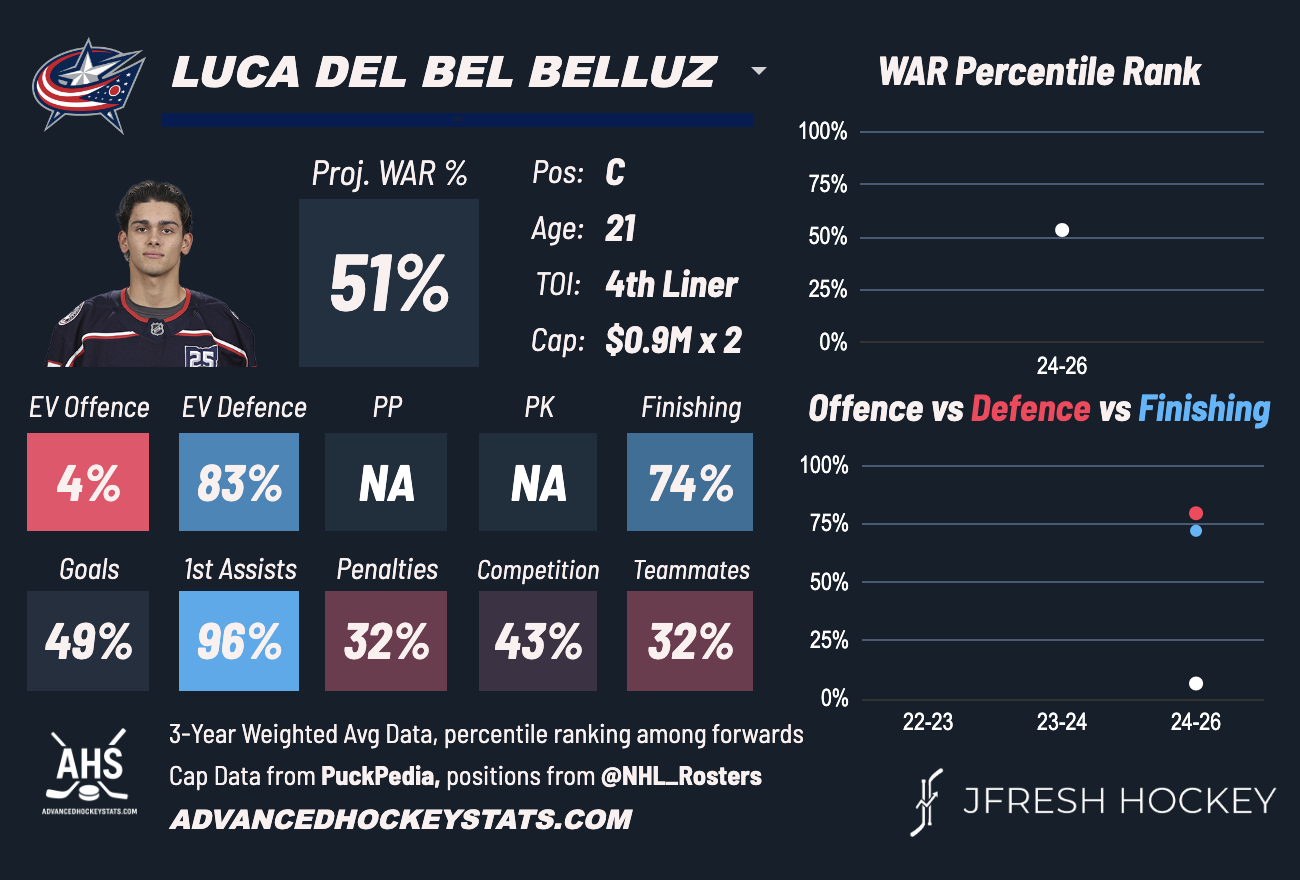 LUCA DEL BEL BELLUZ
Proj. WAR %
51%
Pos: C
Age: 21
TOI: 4th Liner
Cap: $0.9M x 2
25
EV Offence EV Defence PP PK Finishing
4% 83% NA NA 74%
Goals 1st Assists Penalties Competition Teammates
49% 96% 32% 43% 32%
WAR Percentile Rank
100%
75%
50%
25%
0%
24-26
Offence vs Defence vs Finishing
100%
75%
50%
25%
0%
22-23 23-24 24-26
AHS
ADVANCEDHOCKEYSTATS.COM
3-Year Weighted Avg Data, percentile ranking among forwards
Cap Data from PuckPedia, positions from @NHL_Rosters
ADVANCEDHOCKEYSTATS.COM
JFRESH HOCKEY